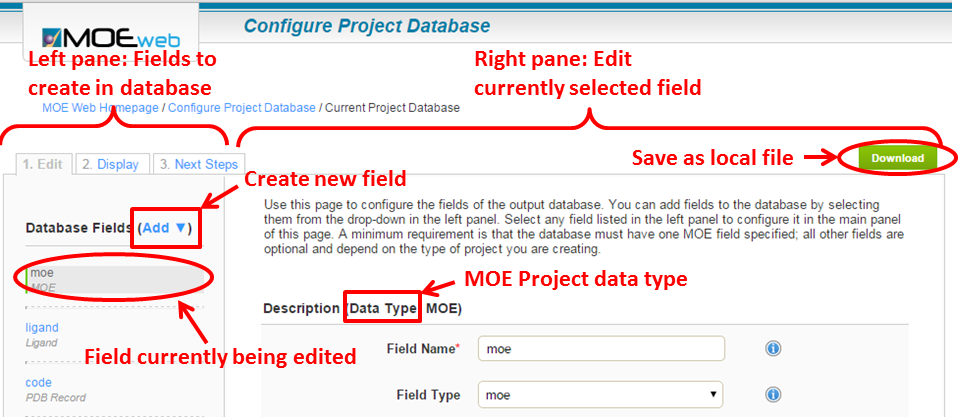 MOEweb
Configure Project Database
Left pane: Fields to
create in database
Right pane: Edit
currently selected field
MOE Web Homepage / Configure Project Database / Current Project Database
1. Edit
2. Display
3. Next Steps
Save as local file
Download
Create new field
Use this page to configure the fields of the output database. You can add fields to the database by selecting
them from the drop-down in the left panel. Select any field listed in the left panel to configure it in the main panel
of this page. A minimum requirement is that the database must have one MOE field specified; all other fields are
optional and depend on the type of project you are creating.
Database Fields (Add ▼)
moe
MOE
MOE Project data type
Description (Data Type: MOE)
ligand
Ligand
Field currently being edited
Field Name* moe
code
PDB Record
Field Type moe